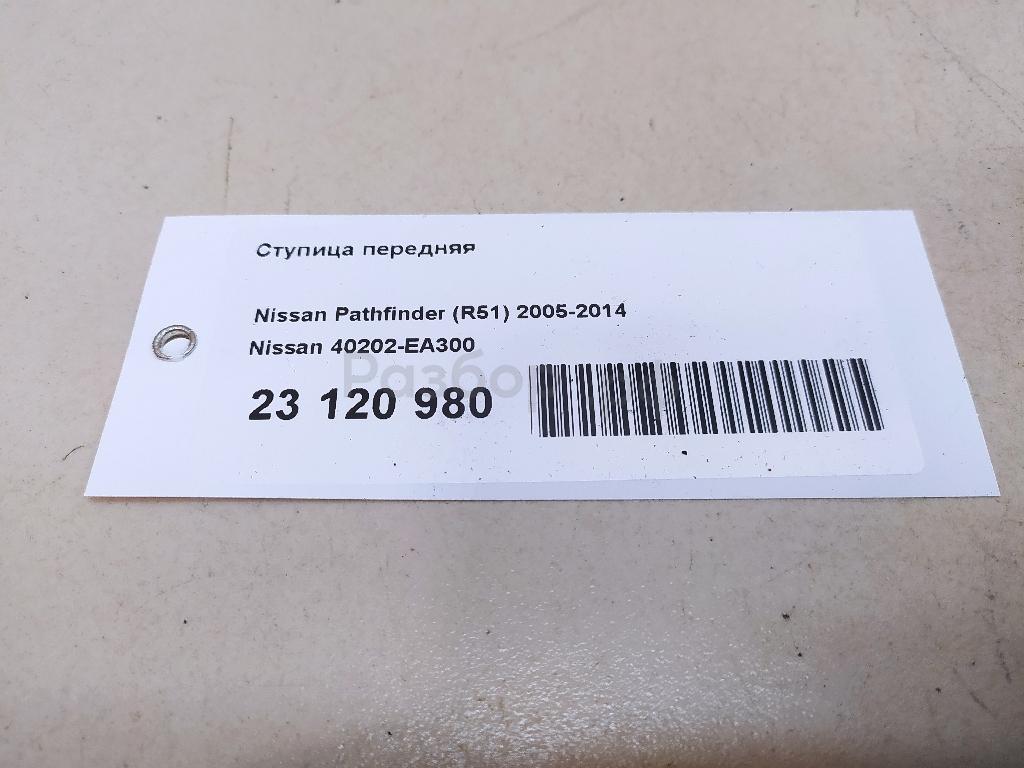 Ступица передняя
Nissan Pathfinder (R51) 2005-2014
Nissan 40202-EA300
23 120 980